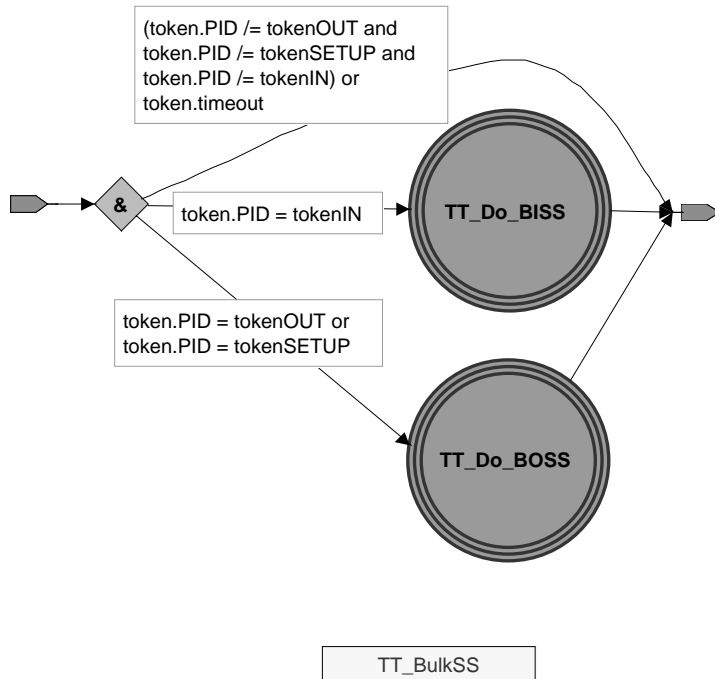 (token.PID /= tokenOUT and
token.PID /= tokenSETUP and
token.PID /= tokenIN) or
token.timeout
&
token.PID = tokenIN
TT_Do_BISS
token.PID = tokenOUT or
token.PID = tokenSETUP
TT_Do_BOSS
TT_BulkSS